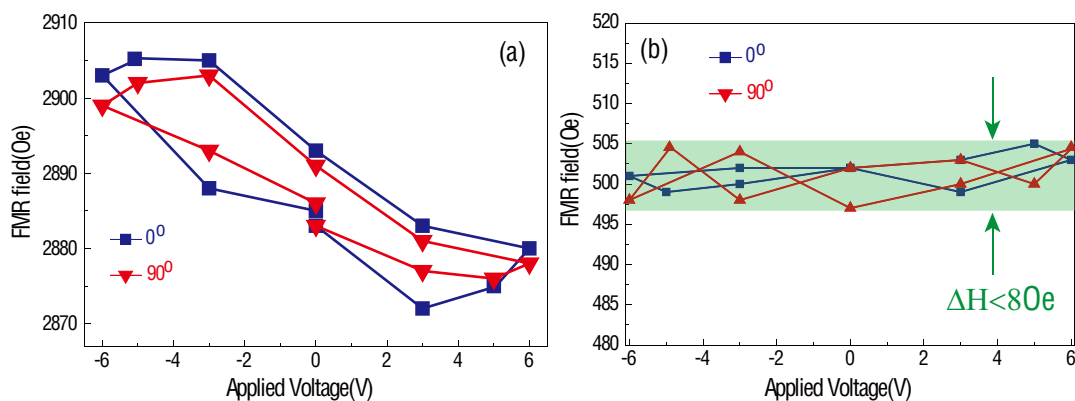 2910
2900
2890
2880
2870
FMR field(Oe)
(a)
0⁰
90⁰
-6 -4 -2 0 2 4 6
Applied Voltage(V)
520
515
510
505
500
495
490
485
480
FMR field(Oe)
(b)
0⁰
90⁰
ΔH<8Oe
-6 -4 -2 0 2 4 6
Applied Voltage(V)